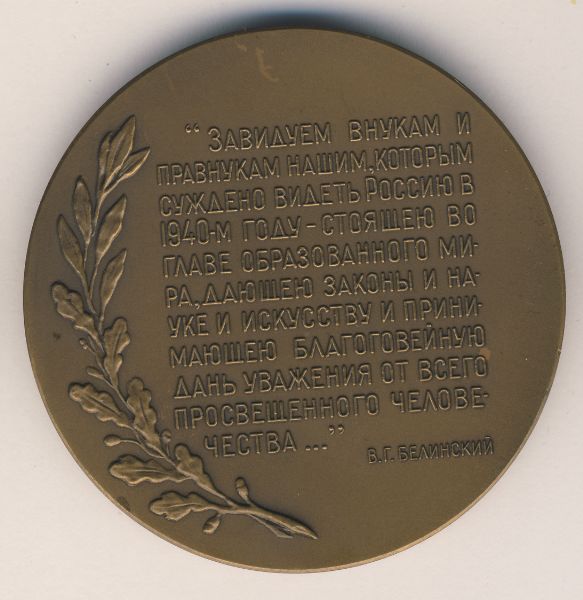 “ЗАВИДУЕМ ВНУКАМ И
ПРАВНУКАМ НАШИМ, КОТОРЫМ
СУЖДЕНО ВИДЕТЬ РОССИЮ В
1940-М ГОДУ – СТОЯЩЕЮ ВО
ГЛАВЕ ОБРАЗОВАННОГО МИ-
РА, ДАЮЩЕЮ ЗАКОНЫ И НА-
УКЕ И ИСКУССТВУ И ПРИНИ-
МАЮЩЕЮ БЛАГОГОВЕЙНУЮ
ДАНЬ УВАЖЕНИЯ ОТ ВСЕГО
ПРОСВЕЩЕННОГО ЧЕЛОВЕ-
ЧЕСТВА ...”
В.Г. БЕЛИНСКИЙ